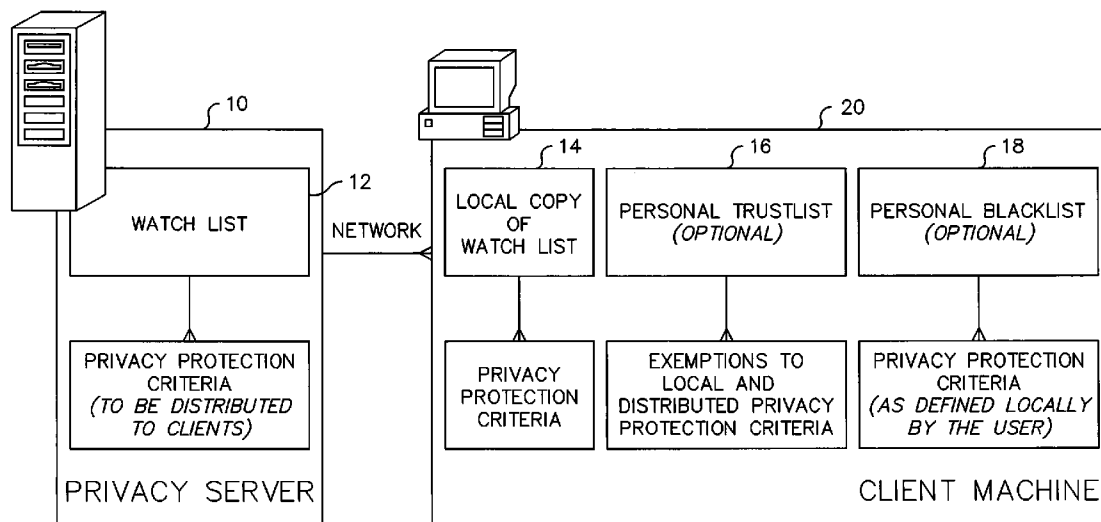 10
20
12
WATCH LIST
NETWORK
14
LOCAL COPY
OF
WATCH LIST
16
PERSONAL TRUSTLIST
(OPTIONAL)
18
PERSONAL BLACKLIST
(OPTIONAL)
PRIVACY PROTECTION
CRITERIA
(TO BE DISTRIBUTED
TO CLIENTS)
PRIVACY
PROTECTION
CRITERIA
EXEMPTIONS TO
LOCAL AND
DISTRIBUTED PRIVACY
PROTECTION CRITERIA
PRIVACY PROTECTION
CRITERIA
(AS DEFINED LOCALLY
BY THE USER)
PRIVACY SERVER
CLIENT MACHINE